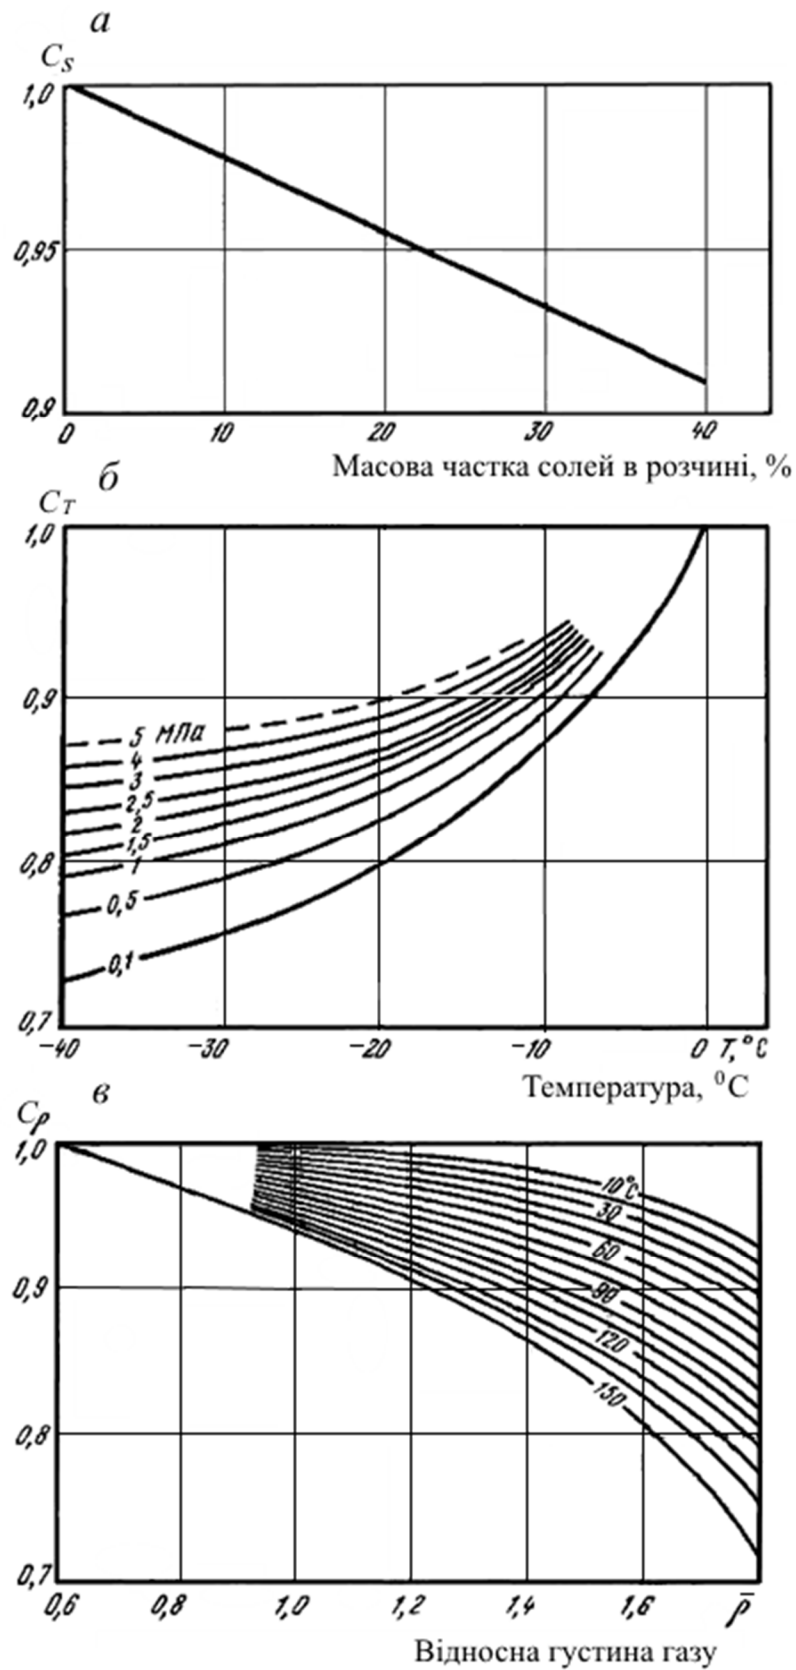 а
Cs
1,0
0,95
0,9
0 10 20 30 40
Масова частка солей в розчині, %
б
CT
1,0
0,9
0,8
0,7
5 МПа
4
3
2,5
2
1,5
1
0,5
0,1
−40 −30 −20 −10 0 T,°C
Температура, ⁰С
в
Cρ
1,0
0,9
0,8
0,7
10°C
30
60
90
120
150
0,6 0,8 1,0 1,2 1,4 1,6 ρ̅
Відносна густина газу